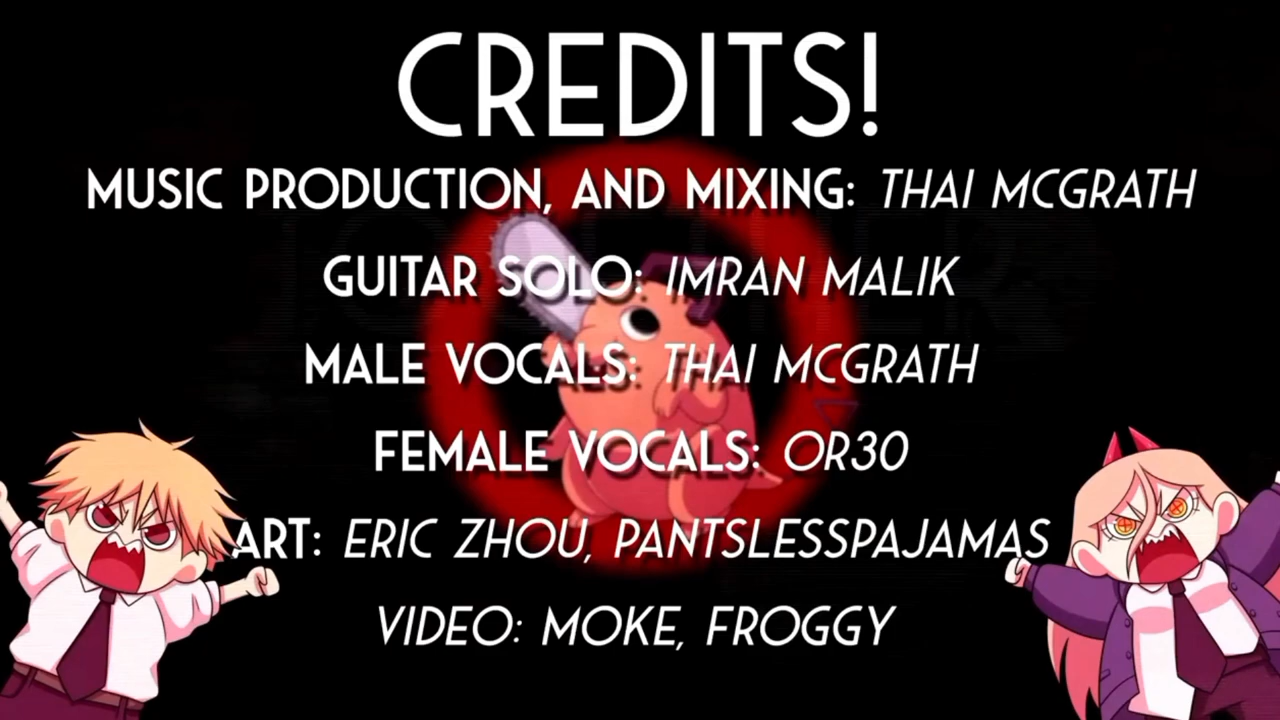 CREDITS!
MUSIC PRODUCTION, AND MIXING: THAI MCGRATH
GUITAR SOLO: IMRAN MALIK
MALE VOCALS: THAI MCGRATH
FEMALE VOCALS: OR30
ART: ERIC ZHOU, PANTSLESSPAJAMAS
VIDEO: MOKE, FROGGY